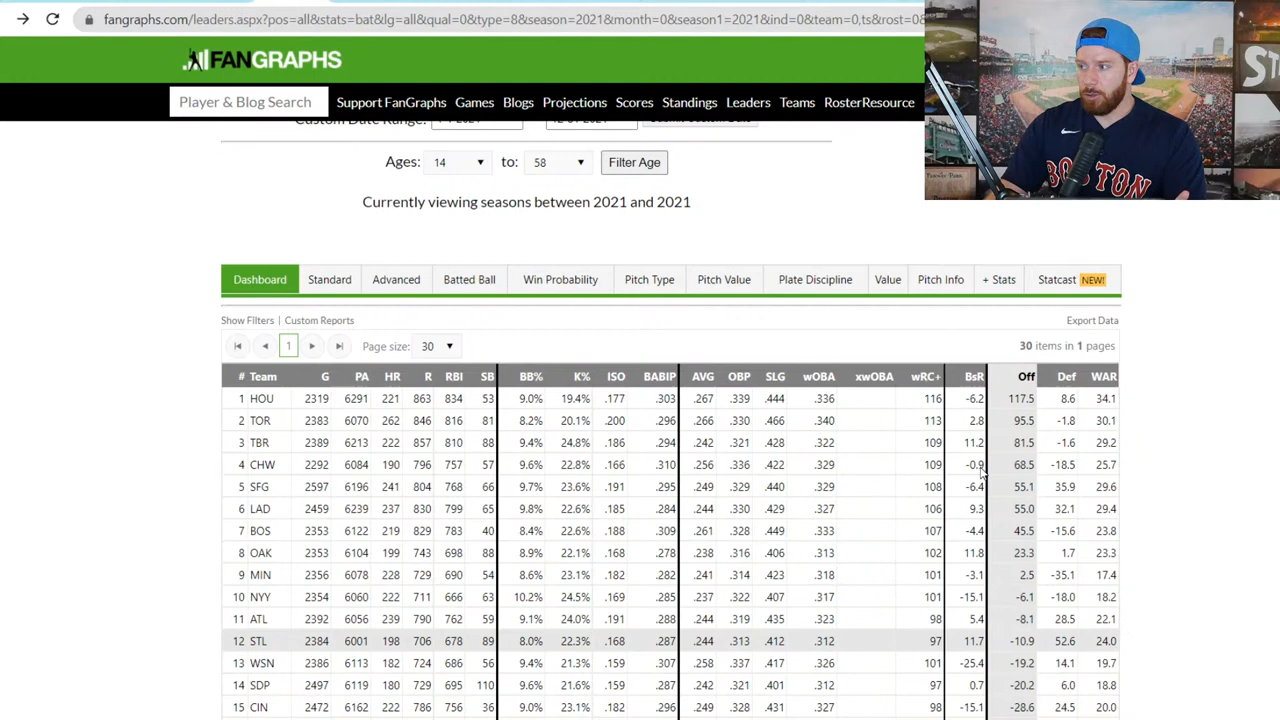 fangraphs.com/leaders.aspx?pos=all&stats=bat&lg=all&qual=0&type=8&season=2021&month=0&season1=2021&ind=0&team=0,ts&rost=0&
FANGRAPHS
Player & Blog Search Support FanGraphs Games Blogs Projections Scores Standings Leaders Teams RosterResource
BOSTON
Custom Date Range:
Ages: 14 to: 58 Filter Age
Currently viewing seasons between 2021 and 2021
Dashboard Standard Advanced Batted Ball Win Probability Pitch Type Pitch Value Plate Discipline Value Pitch Info + Stats Statcast NEW!
Show Filters | Custom Reports Export Data
1 Page size: 30 30 items in 1 pages
# Team G PA HR R RBI SB BB% K% ISO BABIP AVG OBP SLG wOBA xwOBA wRC+ BsR Off Def WAR
1 HOU 2319 6291 221 863 834 53 9.0% 19.4% .177 .303 .267 .339 .444 .336 116 -6.2 117.5 8.6 34.1
2 TOR 2383 6070 262 846 816 81 8.2% 20.1% .200 .296 .266 .330 .466 .340 113 2.8 95.5 -1.8 30.1
3 TBR 2389 6213 222 857 810 88 9.4% 24.8% .186 .294 .242 .321 .428 .322 109 11.2 81.5 -1.6 29.2
4 CHW 2292 6084 190 796 757 57 9.6% 22.8% .166 .310 .256 .336 .422 .329 109 -0.9 68.5 -18.5 25.7
5 SFG 2597 6196 241 804 768 66 9.7% 23.6% .191 .295 .249 .329 .440 .329 108 -6.4 55.1 35.9 29.6
6 LAD 2459 6239 237 830 799 65 9.8% 22.6% .185 .284 .244 .330 .429 .327 106 9.3 55.0 32.1 29.4
7 BOS 2353 6122 219 829 783 40 8.4% 22.6% .188 .309 .261 .328 .449 .333 107 -4.4 45.5 -15.6 23.8
8 OAK 2353 6104 199 743 698 88 8.9% 22.1% .168 .278 .238 .316 .406 .313 102 11.8 23.3 1.7 23.3
9 MIN 2356 6078 228 729 690 54 8.6% 23.1% .182 .282 .241 .314 .423 .318 101 -3.1 2.5 -35.1 17.4
10 NYY 2354 6060 222 711 666 63 10.2% 24.5% .169 .285 .237 .322 .407 .317 101 -15.1 -6.1 -18.0 18.2
11 ATL 2392 6056 239 790 762 59 9.1% 24.0% .191 .288 .244 .319 .435 .323 98 5.4 -8.1 28.5 22.1
12 STL 2384 6001 198 706 678 89 8.0% 22.3% .168 .287 .244 .313 .412 .312 97 11.7 -10.9 52.6 24.0
13 WSN 2386 6113 182 724 686 56 9.4% 21.3% .159 .307 .258 .337 .417 .326 101 -25.4 -19.2 14.1 19.7
14 SDP 2497 6119 180 729 695 110 9.6% 21.6% .159 .287 .242 .321 .401 .312 97 0.7 -20.2 6.0 18.8
15 CIN 2472 6162 222 786 756 36 9.0% 23.1% .182 .296 .249 .328 .431 .327 98 -15.1 -28.6 24.5 20.0